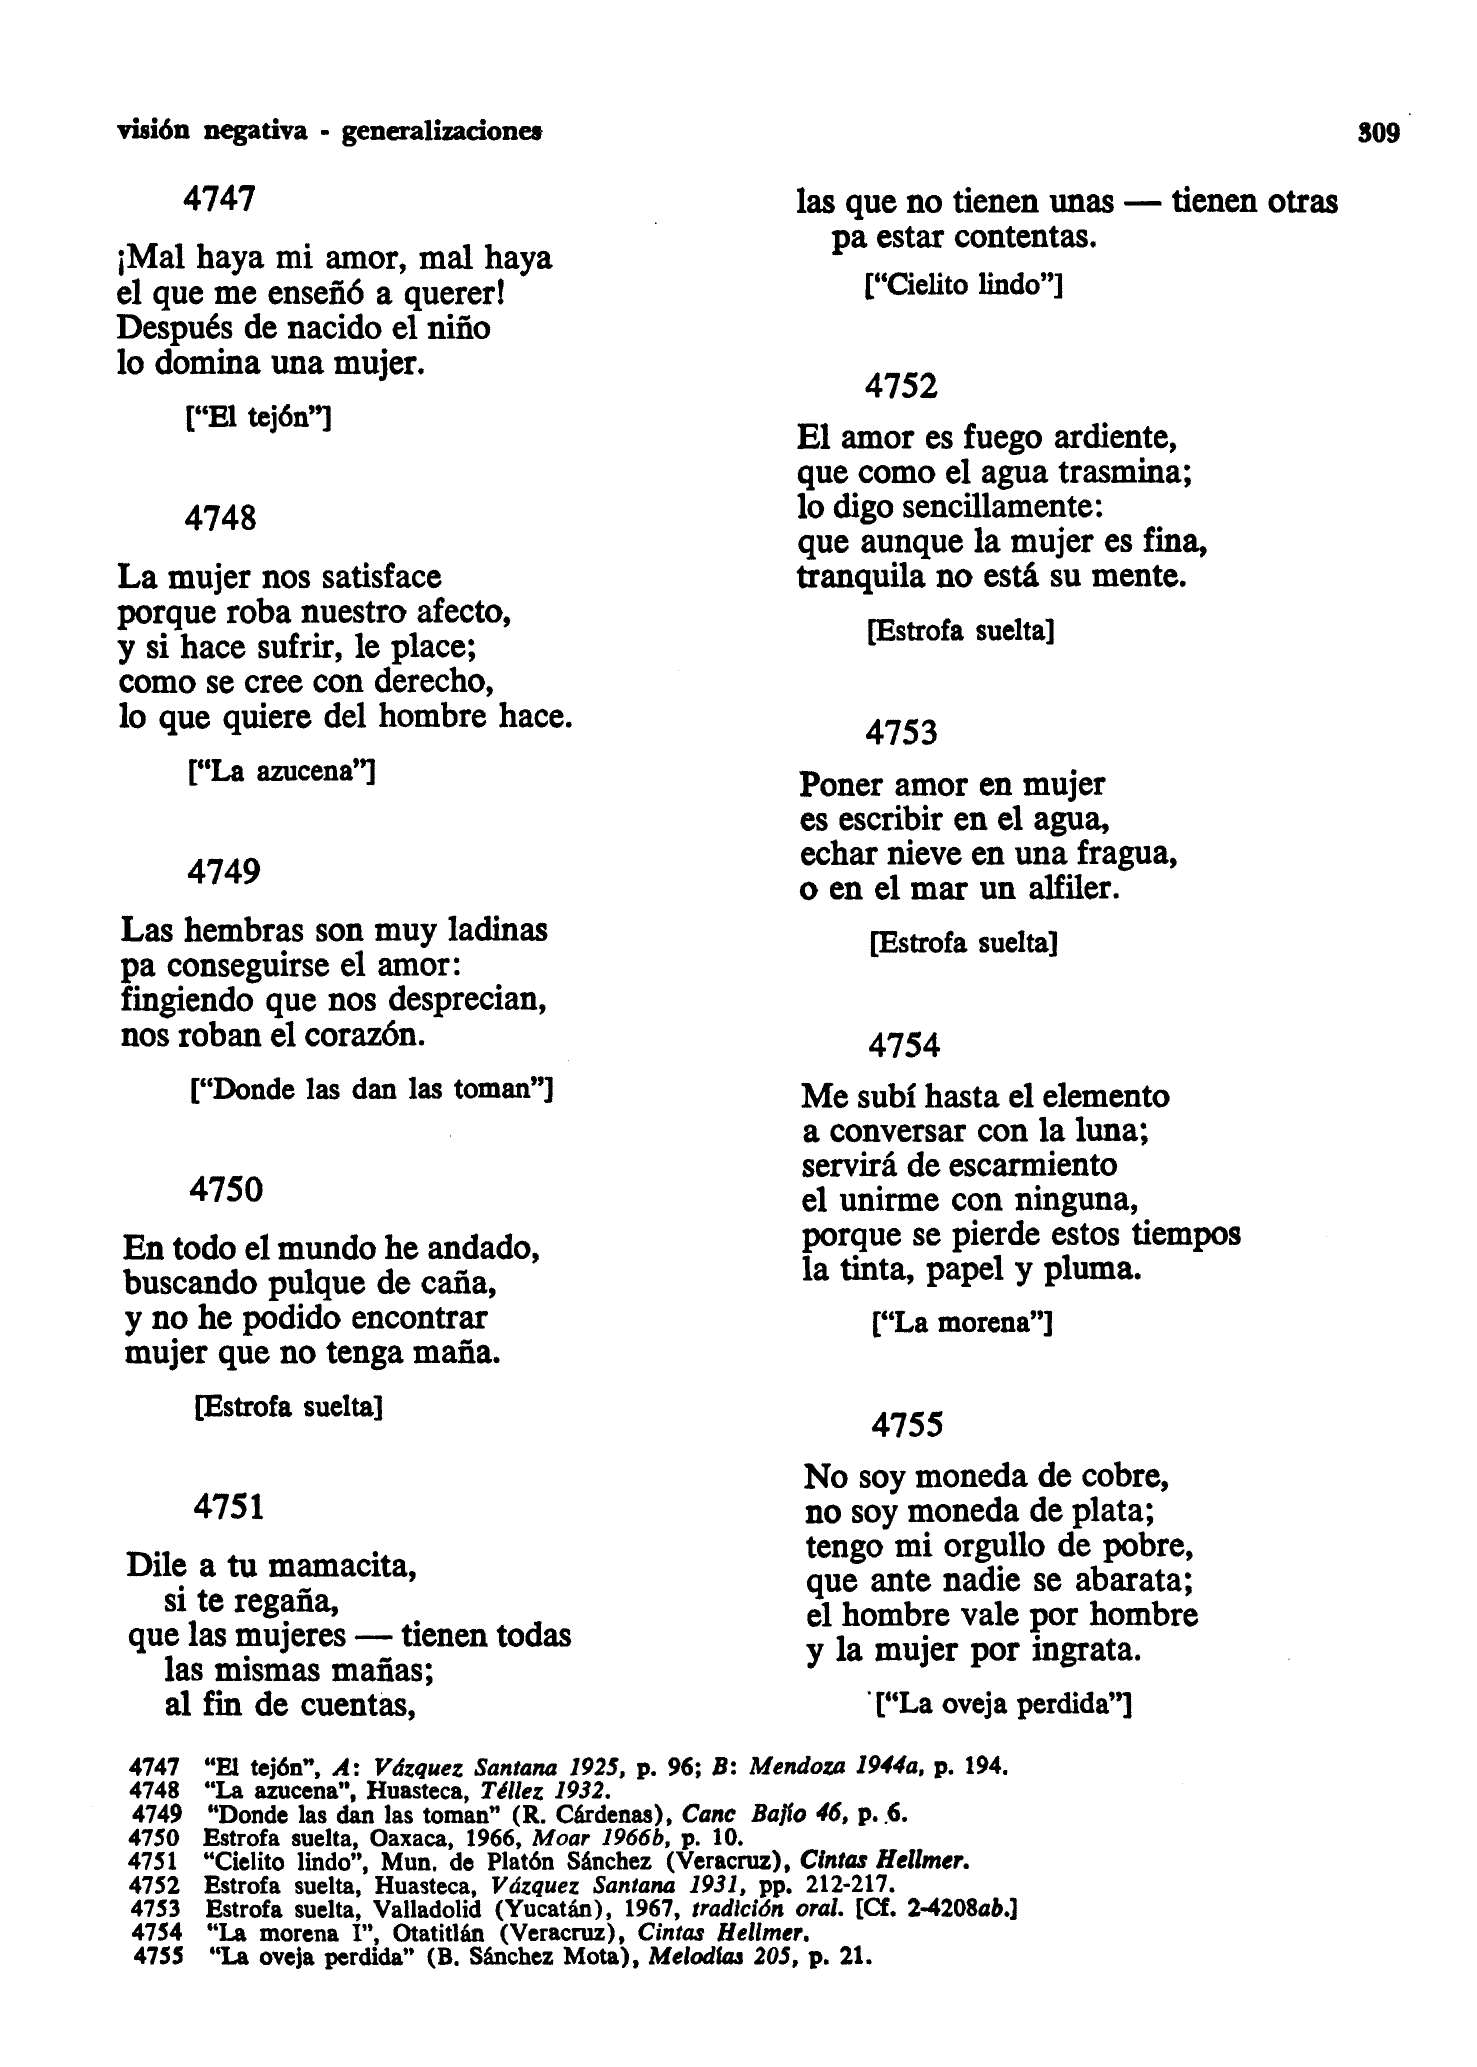 visión negativa - generalizaciones 309
4747
¡Mal haya mi amor, mal haya
el que me enseñó a querer!
Después de nacido el niño
lo domina una mujer.
[“El tejón”]
4748
La mujer nos satisface
porque roba nuestro afecto,
y si hace sufrir, le place;
como se cree con derecho,
lo que quiere del hombre hace.
[“La azucena”]
4749
Las hembras son muy ladinas
pa conseguirse el amor:
fingiendo que nos desprecian,
nos roban el corazón.
[“Donde las dan las toman”]
4750
En todo el mundo he andado,
buscando pulque de caña,
y no he podido encontrar
mujer que no tenga maña.
[Estrofa suelta]
4751
Dile a tu mamacita,
si te regaña,
que las mujeres — tienen todas
las mismas mañas;
al fin de cuentas,
las que no tienen unas — tienen otras
pa estar contentas.
[“Cielito lindo”]
4752
El amor es fuego ardiente,
que como el agua trasmina;
lo digo sencillamente:
que aunque la mujer es fina,
tranquila no está su mente.
[Estrofa suelta]
4753
Poner amor en mujer
es escribir en el agua,
echar nieve en una fragua,
o en el mar un alfiler.
[Estrofa suelta]
4754
Me subí hasta el elemento
a conversar con la luna;
servirá de escarmiento
el unirme con ninguna,
porque se pierde estos tiempos
la tinta, papel y pluma.
[“La morena”]
4755
No soy moneda de cobre,
no soy moneda de plata;
tengo mi orgullo de pobre,
que ante nadie se abarata;
el hombre vale por hombre
y la mujer por ingrata.
[“La oveja perdida”]
4747 “El tejón”, A: Vázquez Santana 1925, p. 96; B: Mendoza 1944a, p. 194.
4748 “La azucena”, Huasteca, Téllez 1932.
4749 “Donde las dan las toman” (R. Cárdenas), Canc Bajío 46, p. 6.
4750 Estrofa suelta, Oaxaca, 1966, Moar 1966b, p. 10.
4751 “Cielito lindo”, Mun. de Platón Sánchez (Veracruz), Cintas Hellmer.
4752 Estrofa suelta, Huasteca, Vázquez Santana 1931, pp. 212-217.
4753 Estrofa suelta, Valladolid (Yucatán), 1967, tradición oral. [Cf. 2-4208ab.]
4754 “La morena I”, Otatitlán (Veracruz), Cintas Hellmer.
4755 “La oveja perdida” (B. Sánchez Mota), Melodías 205, p. 21.